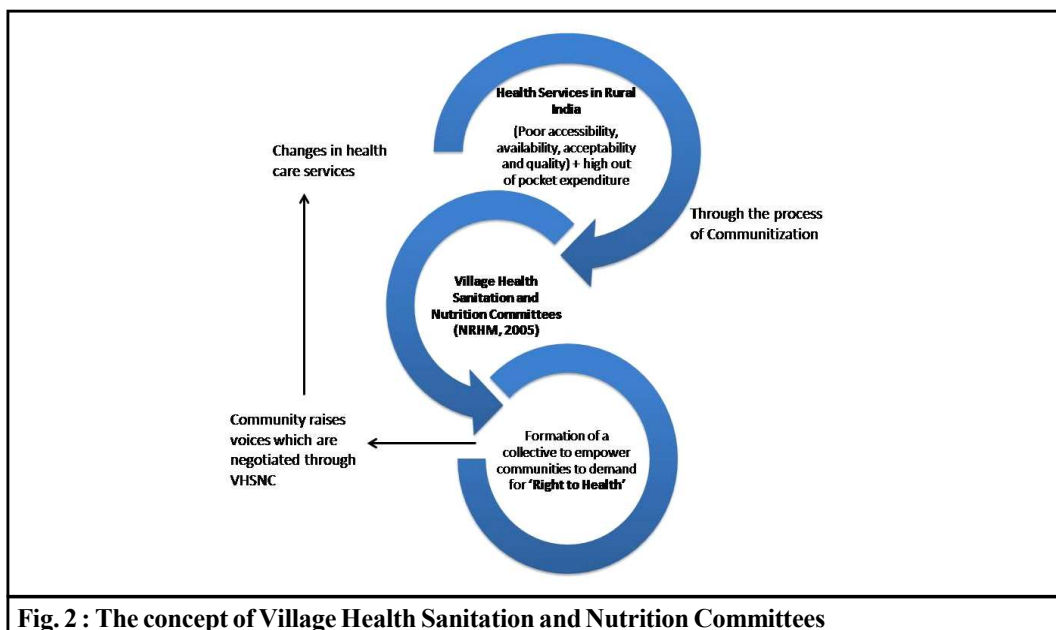 Health Services in Rural
India
(Poor accessibility,
availability, acceptability
and quality) + high out
of pocket expenditure
Changes in health
care services
Through the process
of Communitization
Village Health
Sanitation and
Nutrition Committees
(NRHM, 2005)
Community raises
voices which are
negotiated through
VHSNC
Formation of a
collective to empower
communities to demand
for ‘Right to Health’
Fig. 2 : The concept of Village Health Sanitation and Nutrition Committees